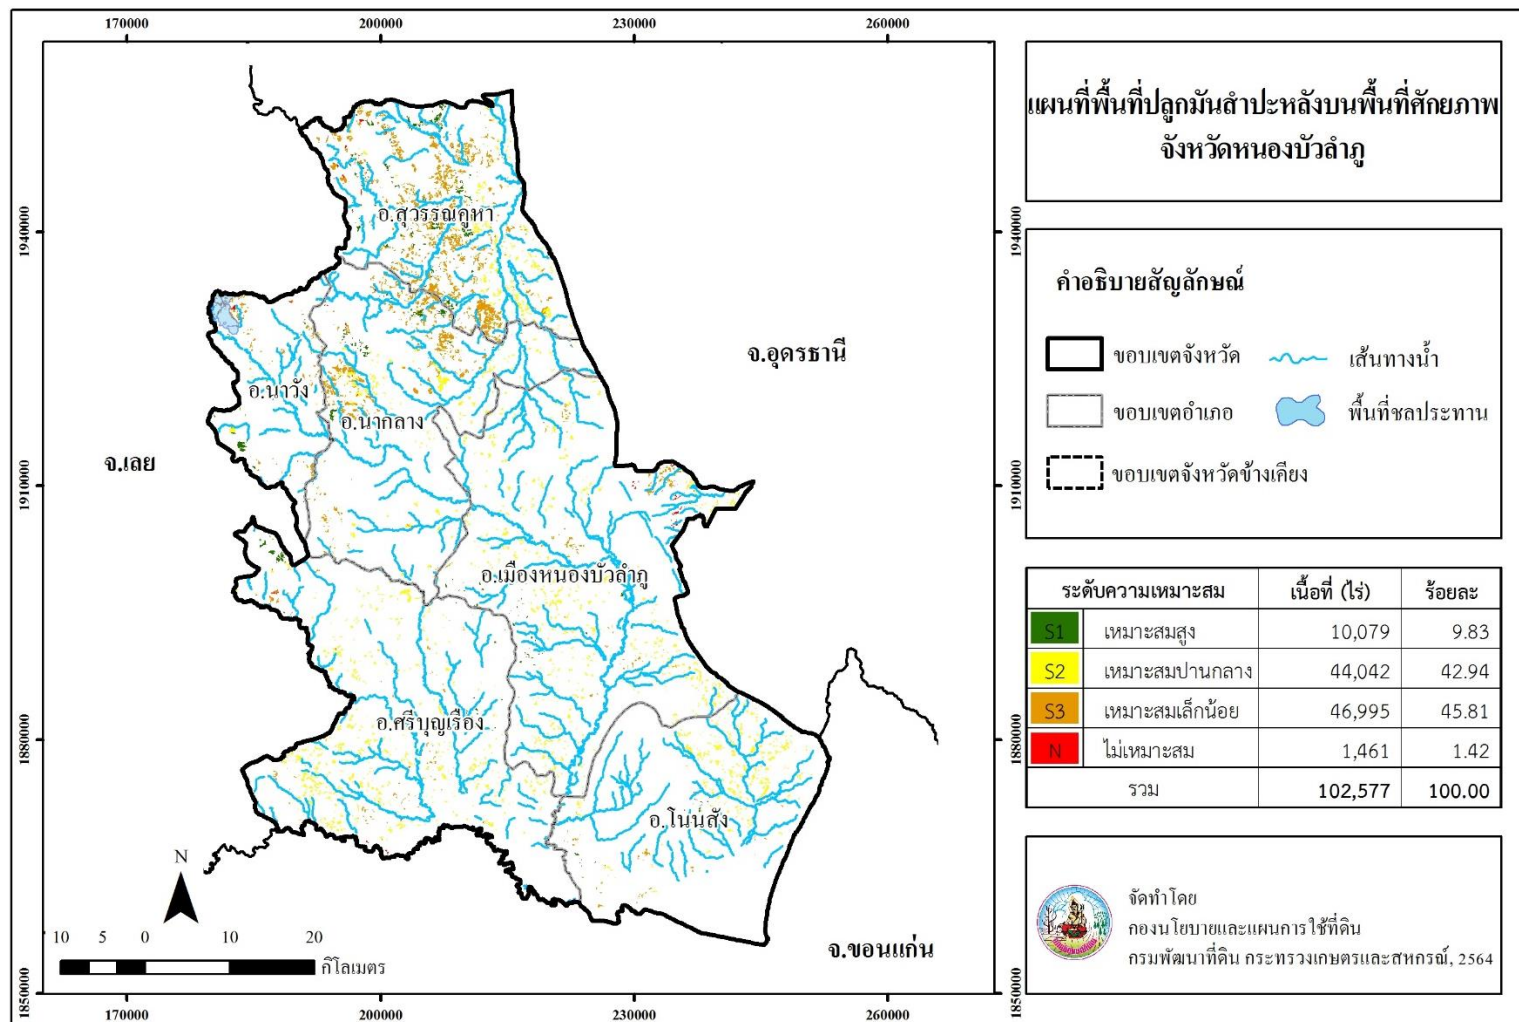 170000
200000
230000
260000
แผนที่พื้นที่ปลูกมันสำปะหลังบนพื้นที่ศักยภาพ
จังหวัดหนองบัวลำภู
1940000
1940000
อ.สุวรรณคูหา
คำอธิบายสัญลักษณ์
ขอบเขตจังหวัด
เส้นทางน้ำ
ขอบเขตอำเภอ
พื้นที่ชลประทาน
ขอบเขตจังหวัดข้างเคียง
จ.อุดรธานี
อ.นาวัง
อ.นากลาง
จ.เลย
1910000
1910000
อ.เมืองหนองบัวลำภู
ระดับความเหมาะสม เนื้อที่ (ไร่) ร้อยละ
S1 เหมาะสมสูง 10,079 9.83
S2 เหมาะสมปานกลาง 44,042 42.94
S3 เหมาะสมเล็กน้อย 46,995 45.81
N ไม่เหมาะสม 1,461 1.42
รวม 102,577 100.00
อ.ศรีบุญเรือง
1880000
1880000
อ.โนนสัง
N
10 5 0 10 20
กิโลเมตร
จ.ขอนแก่น
จัดทำโดย
กองนโยบายและแผนการใช้ที่ดิน
กรมพัฒนาที่ดิน กระทรวงเกษตรและสหกรณ์, 2564
1850000
1850000
170000
200000
230000
260000